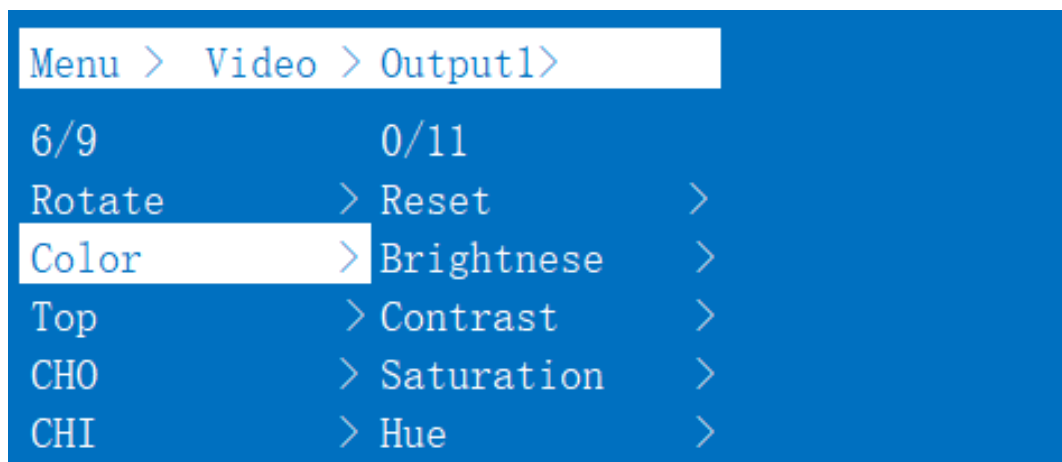 Menu > Video > Output1>
6/9 0/11
Rotate > Reset >
Color > Brightnese >
Top > Contrast >
CHO > Saturation >
CHI > Hue >